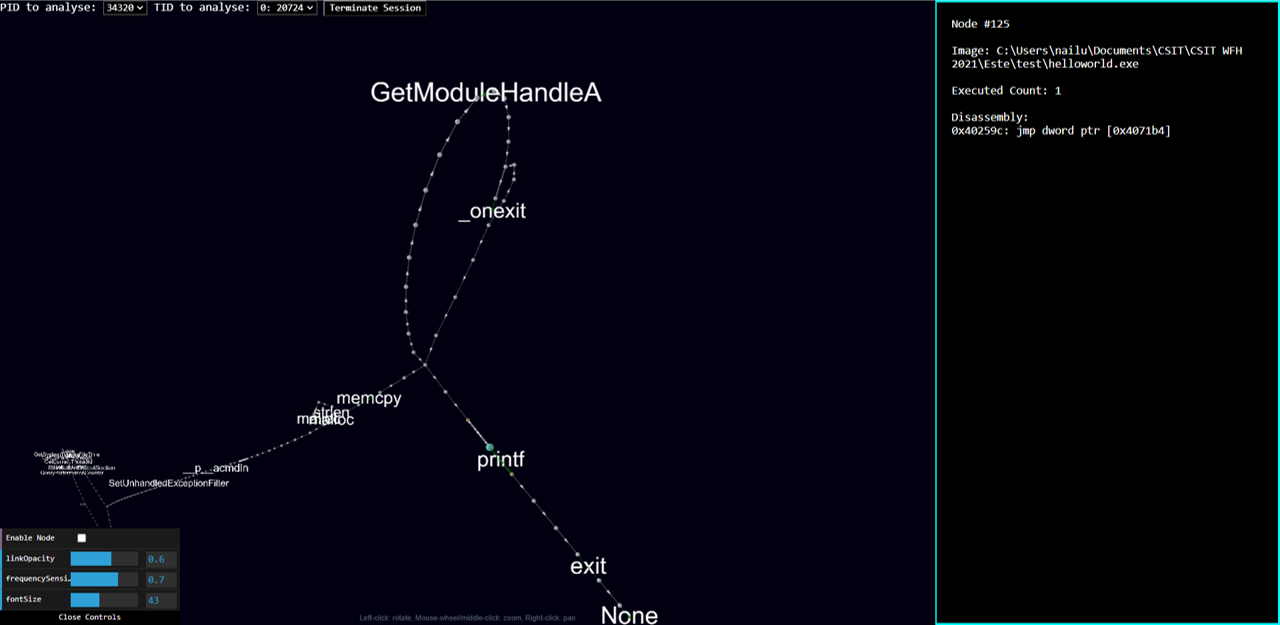 PID to analyse: 34320 TID to analyse: 0: 20724 Terminate Session
GetModuleHandleA
_onexit
memcpy
strlen
malloc
__p__acmdln
SetUnhandledExceptionFilter
printf
exit
None
Enable Node
linkOpacity 0.6
frequencySensi… 0.7
fontSize 43
Close Controls
Left-click: rotate, Mouse-wheel/middle-click: zoom, Right-click: pan
Node #125
Image: C:\Users\nailu\Documents\CSIT\CSIT WFH
2021\Este\test\helloworld.exe
Executed Count: 1
Disassembly:
0x40259c: jmp dword ptr [0x4071b4]